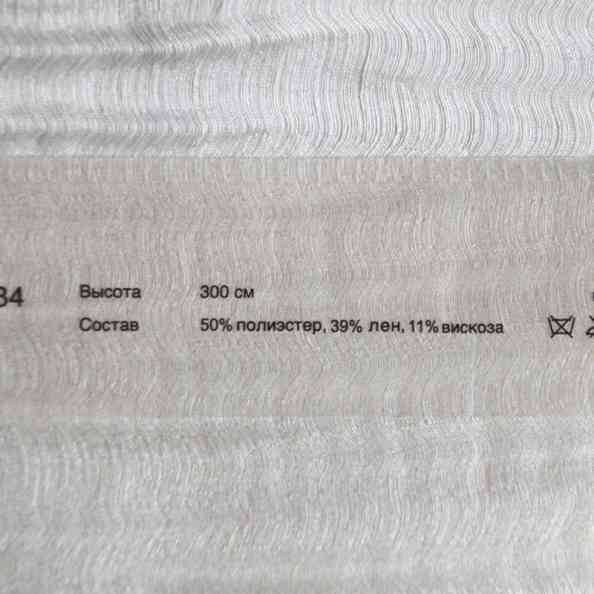 34 Высота 300 см
Состав 50% полиэстер, 39% лен, 11% вискоза